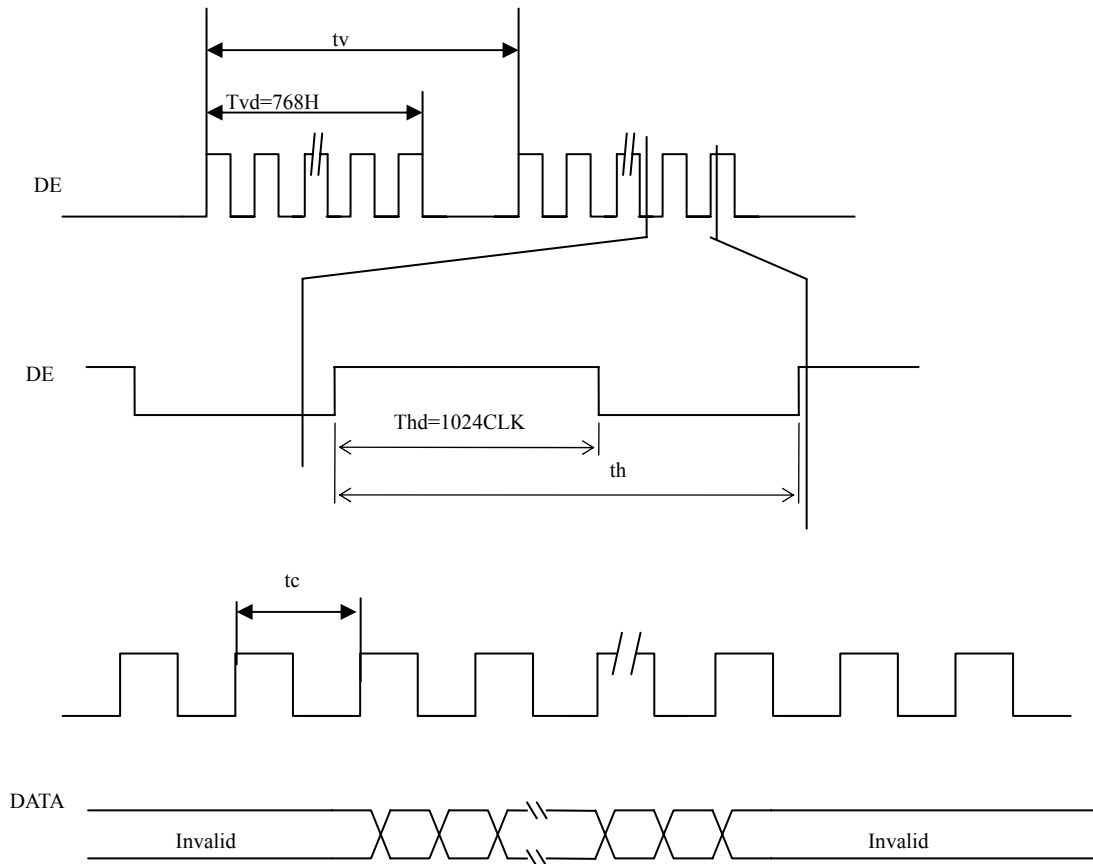 tv
Tvd=768H
DE
DE
Thd=1024CLK
th
tc
DATA
Invalid
Invalid